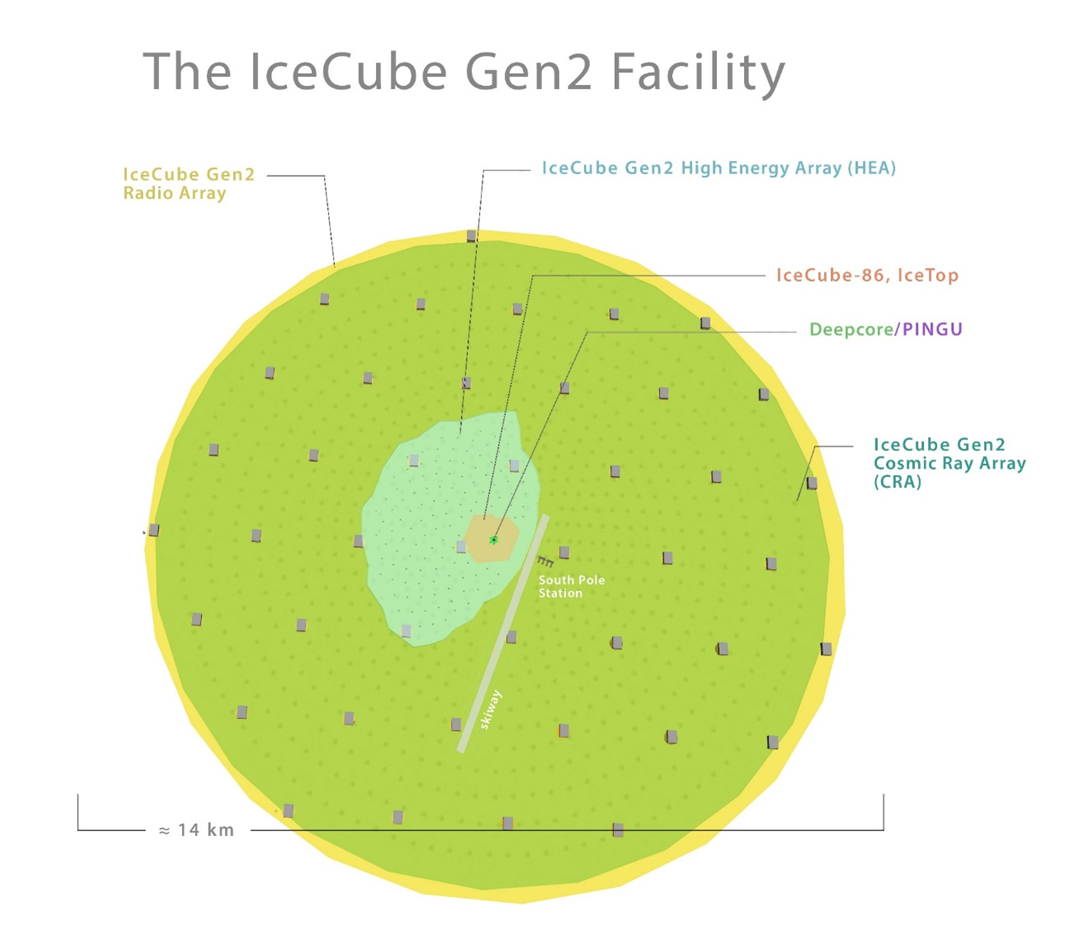 The IceCube Gen2 Facility
IceCube Gen2
Radio Array
IceCube Gen2 High Energy Array (HEA)
IceCube-86, IceTop
Deepcore/PINGU
IceCube Gen2
Cosmic Ray Array
(CRA)
South Pole
Station
skiway
≈ 14 km